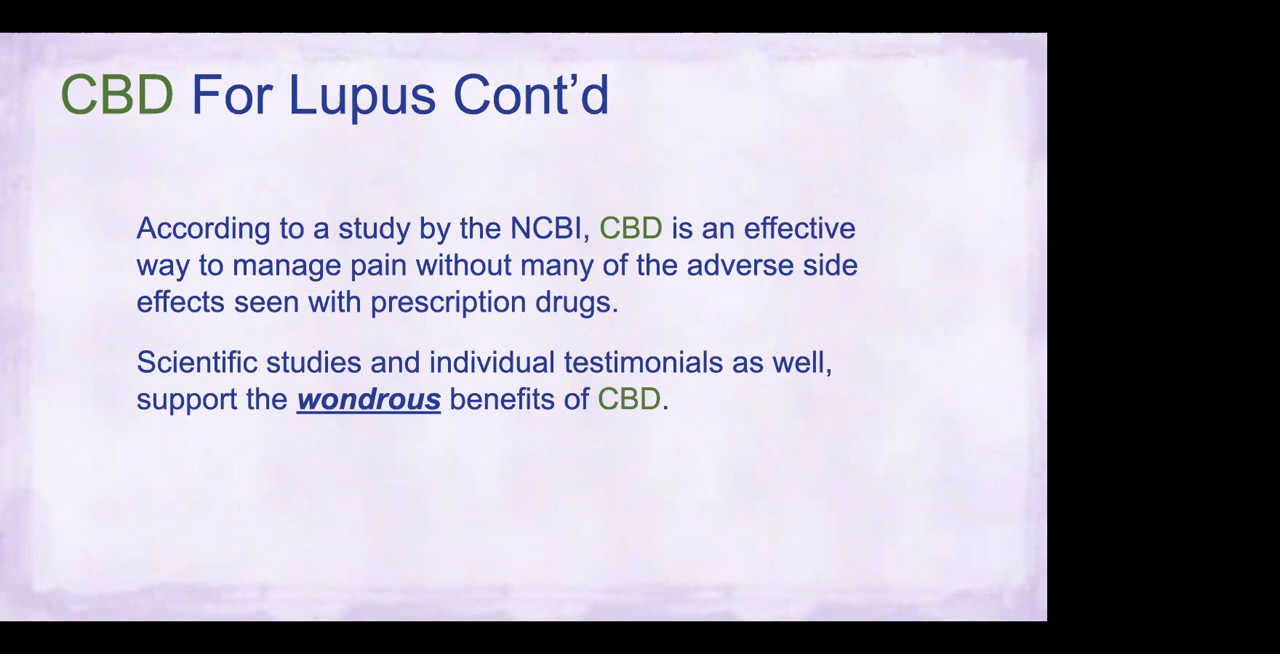 CBD For Lupus Cont’d
According to a study by the NCBI, CBD is an effective
way to manage pain without many of the adverse side
effects seen with prescription drugs.
Scientific studies and individual testimonials as well,
support the wondrous benefits of CBD.